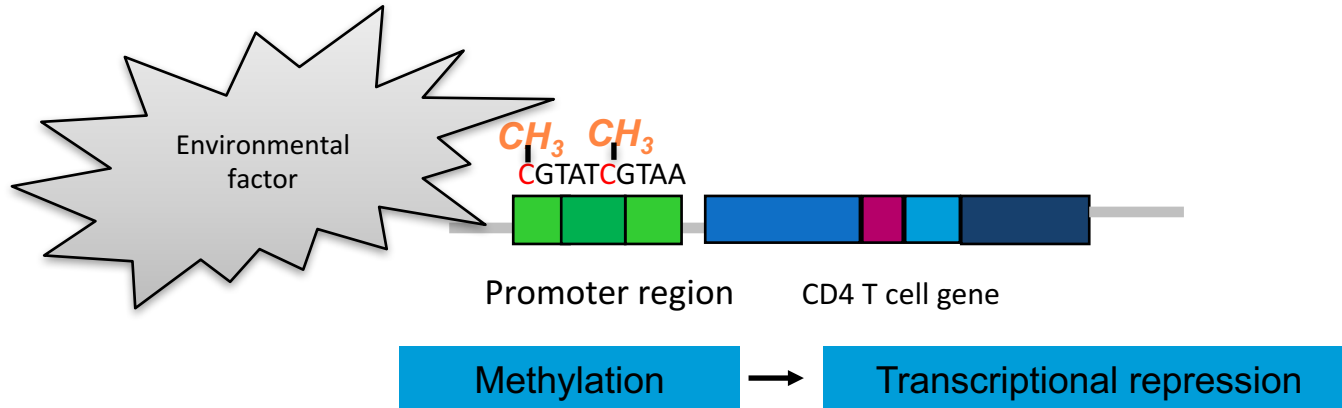 Environmental
factor
CH₃ CH₃
CGTATCGTAA
Promoter region
CD4 T cell gene
Methylation
Transcriptional repression